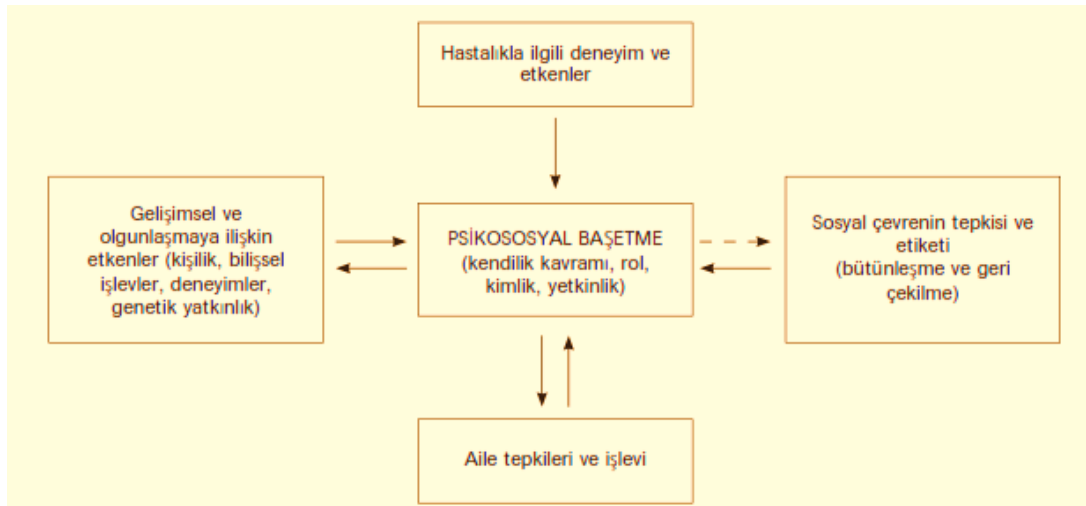 Hastalıkla ilgili deneyim ve
etkenler
Gelişimsel ve
olgunlaşmaya ilişkin
etkenler (kişilik, bilişsel
işlevler, deneyimler,
genetik yatkınlık)
PSİKOSOSYAL BAŞETME
(kendilik kavramı, rol,
kimlik, yetkinlik)
Sosyal çevrenin tepkisi ve
etiketi
(bütünleşme ve geri
çekilme)
Aile tepkileri ve işlevi